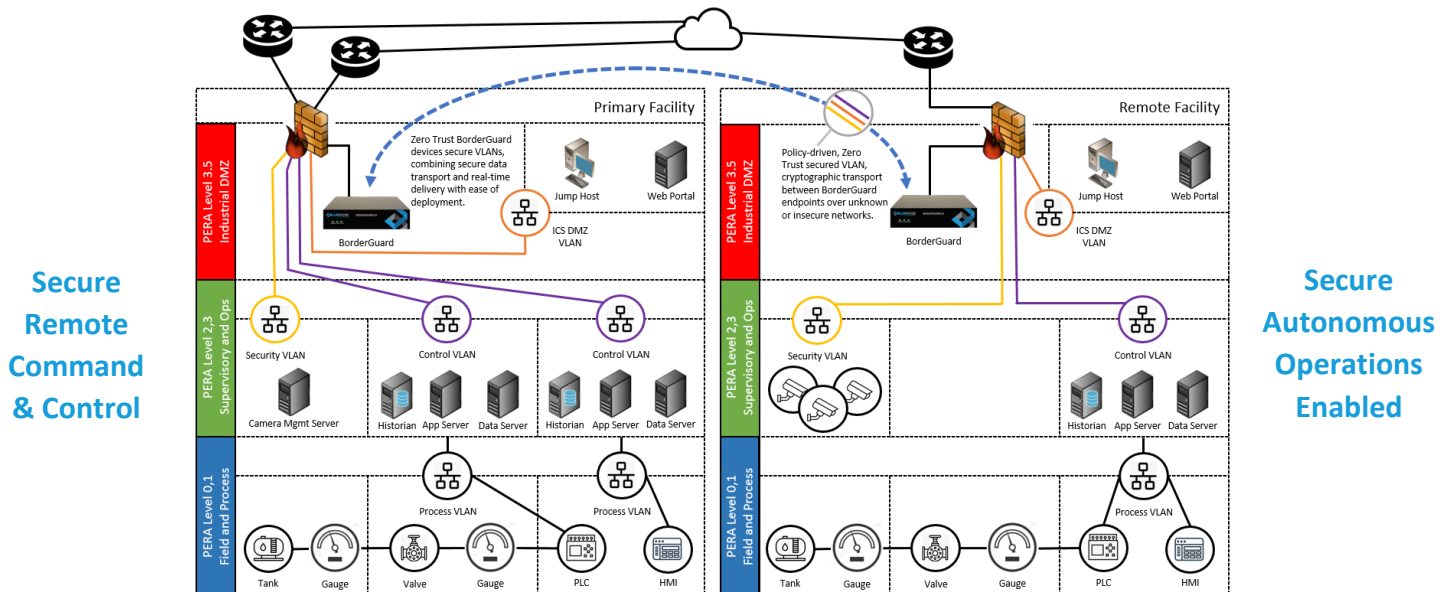 Secure
Remote
Command
& Control
Primary Facility
PERA Level 3.5
Industrial DMZ
Zero Trust BorderGuard
devices secure VLANs,
combining secure data
transport and real-time
delivery with ease of
deployment.
BorderGuard
Jump Host
Web Portal
ICS DMZ
VLAN
PERA Level 2,3
Supervisory and Ops
Security VLAN
Control VLAN
Control VLAN
Camera Mgmt Server
Historian
App Server
Data Server
Historian
App Server
Data Server
PERA Level 0,1
Field and Process
Process VLAN
Process VLAN
Tank
Gauge
Valve
Gauge
PLC
HMI
Remote Facility
PERA Level 3.5
Industrial DMZ
Policy-driven, Zero
Trust secured VLAN,
cryptographic transport
between BorderGuard
endpoints over unknown
or insecure networks.
BorderGuard
Jump Host
Web Portal
ICS DMZ
VLAN
PERA Level 2,3
Supervisory and Ops
Security VLAN
Control VLAN
Historian
App Server
Data Server
PERA Level 0,1
Field and Process
Process VLAN
Tank
Gauge
Valve
Gauge
PLC
HMI
Secure
Autonomous
Operations
Enabled